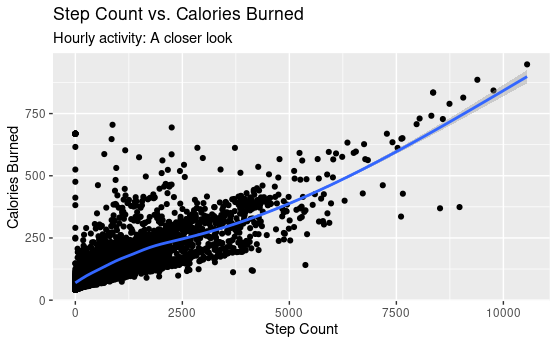 Step Count vs. Calories Burned
Hourly activity: A closer look
Calories Burned
750
500
250
0
0 2500 5000 7500 10000
Step Count